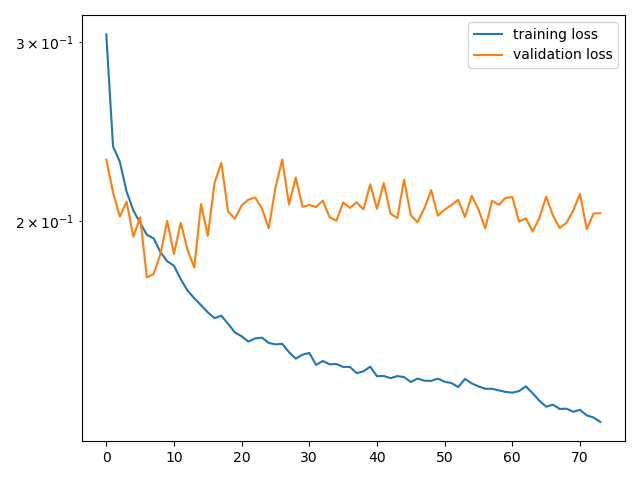 3 × 10⁻¹
2 × 10⁻¹
training loss
validation loss
0 10 20 30 40 50 60 70